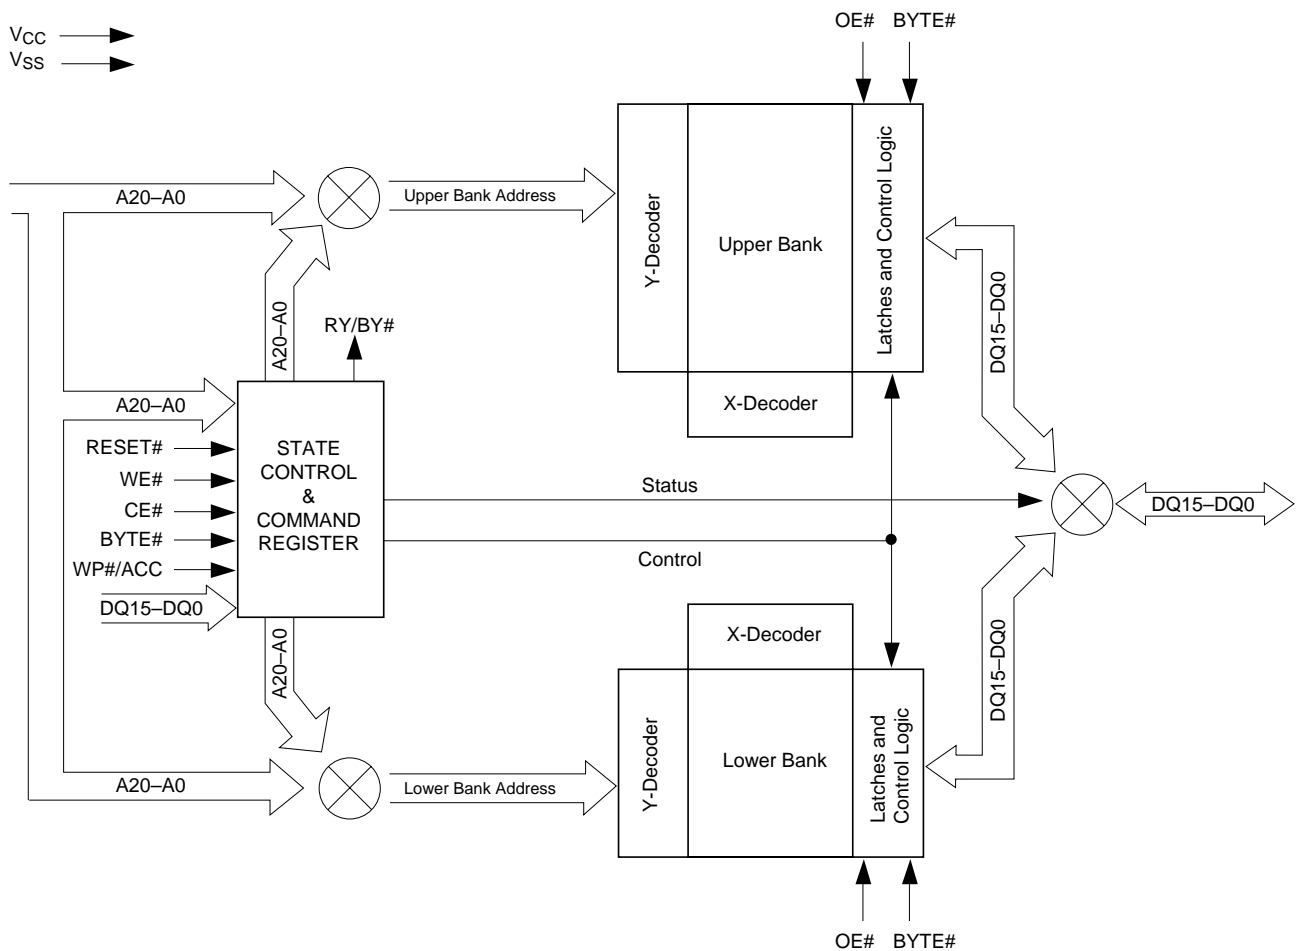 VCC
VSS
OE# BYTE#
A20–A0
Upper Bank Address
Y-Decoder
Upper Bank
Latches and Control Logic
X-Decoder
A20–A0
RY/BY#
DQ15–DQ0
A20–A0
RESET#
WE#
CE#
BYTE#
WP#/ACC
DQ15–DQ0
STATE
CONTROL
&
COMMAND
REGISTER
Status
Control
DQ15–DQ0
A20–A0
X-Decoder
DQ15–DQ0
A20–A0
Lower Bank Address
Y-Decoder
Lower Bank
Latches and
Control Logic
OE# BYTE#